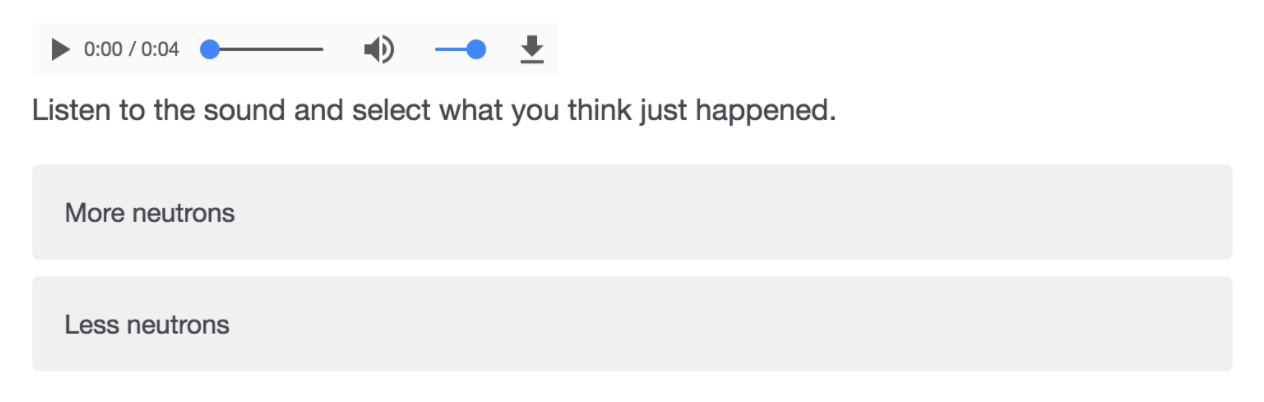 0:00 / 0:04
Listen to the sound and select what you think just happened.
More neutrons
Less neutrons